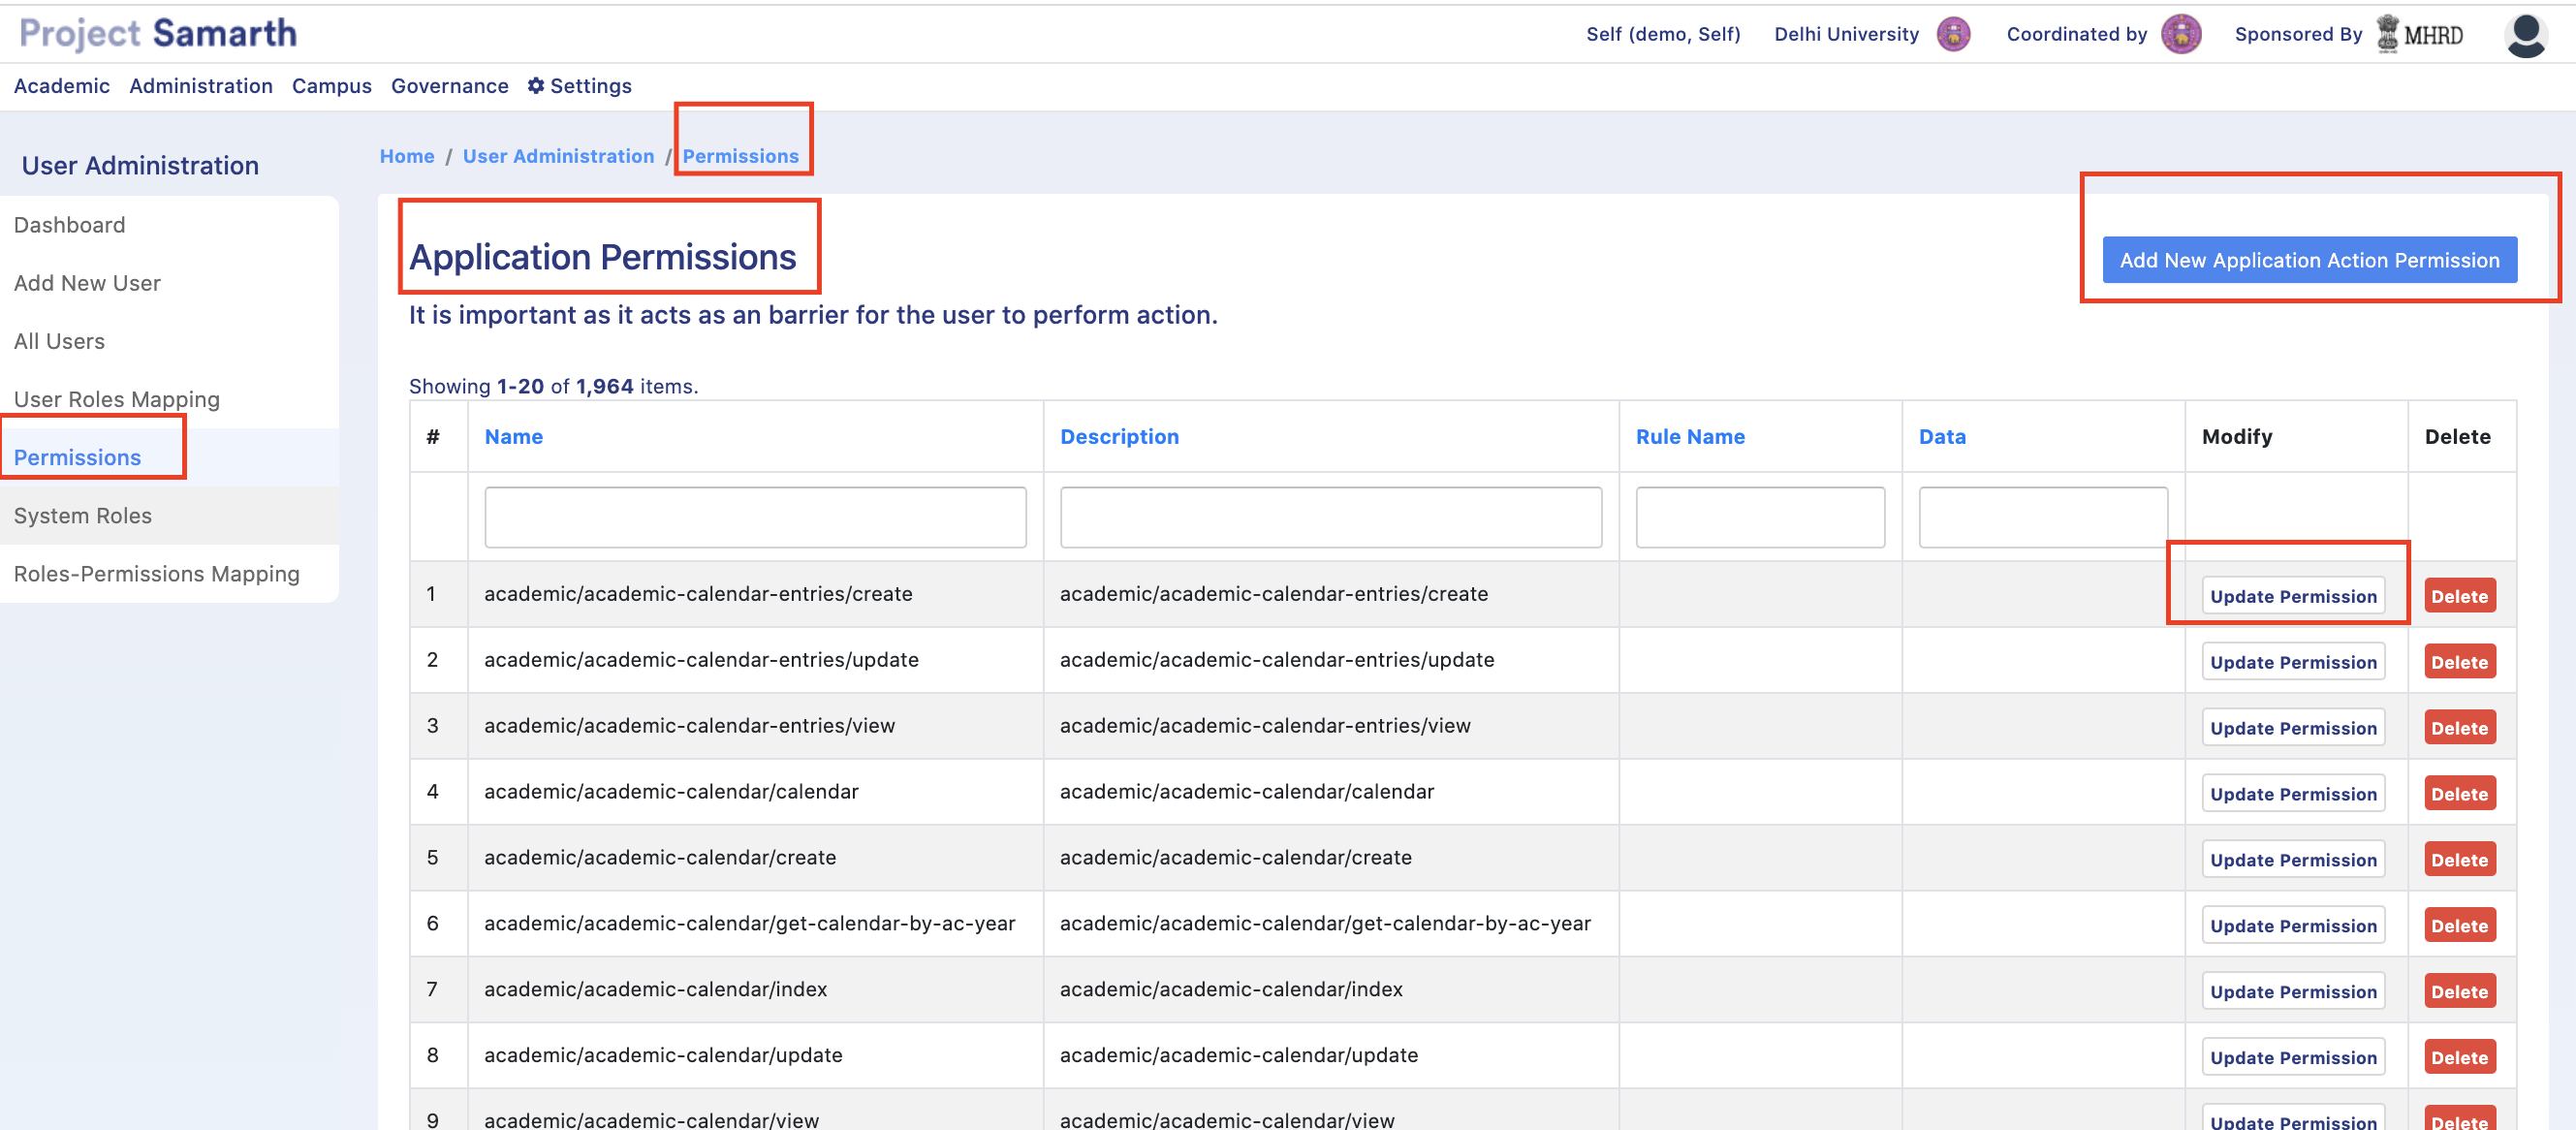 Project Samarth
Self (demo, Self) Delhi University Coordinated by Sponsored By MHRD
Academic Administration Campus Governance Settings
User Administration
Dashboard
Add New User
All Users
User Roles Mapping
Permissions
System Roles
Roles-Permissions Mapping
Home / User Administration / Permissions
Application Permissions
Add New Application Action Permission
It is important as it acts as an barrier for the user to perform action.
Showing 1-20 of 1,964 items.
# Name Description Rule Name Data Modify Delete
1 academic/academic-calendar-entries/create academic/academic-calendar-entries/create Update Permission Delete
2 academic/academic-calendar-entries/update academic/academic-calendar-entries/update Update Permission Delete
3 academic/academic-calendar-entries/view academic/academic-calendar-entries/view Update Permission Delete
4 academic/academic-calendar/calendar academic/academic-calendar/calendar Update Permission Delete
5 academic/academic-calendar/create academic/academic-calendar/create Update Permission Delete
6 academic/academic-calendar/get-calendar-by-ac-year academic/academic-calendar/get-calendar-by-ac-year Update Permission Delete
7 academic/academic-calendar/index academic/academic-calendar/index Update Permission Delete
8 academic/academic-calendar/update academic/academic-calendar/update Update Permission Delete
9 academic/academic-calendar/view academic/academic-calendar/view Update Permission Delete